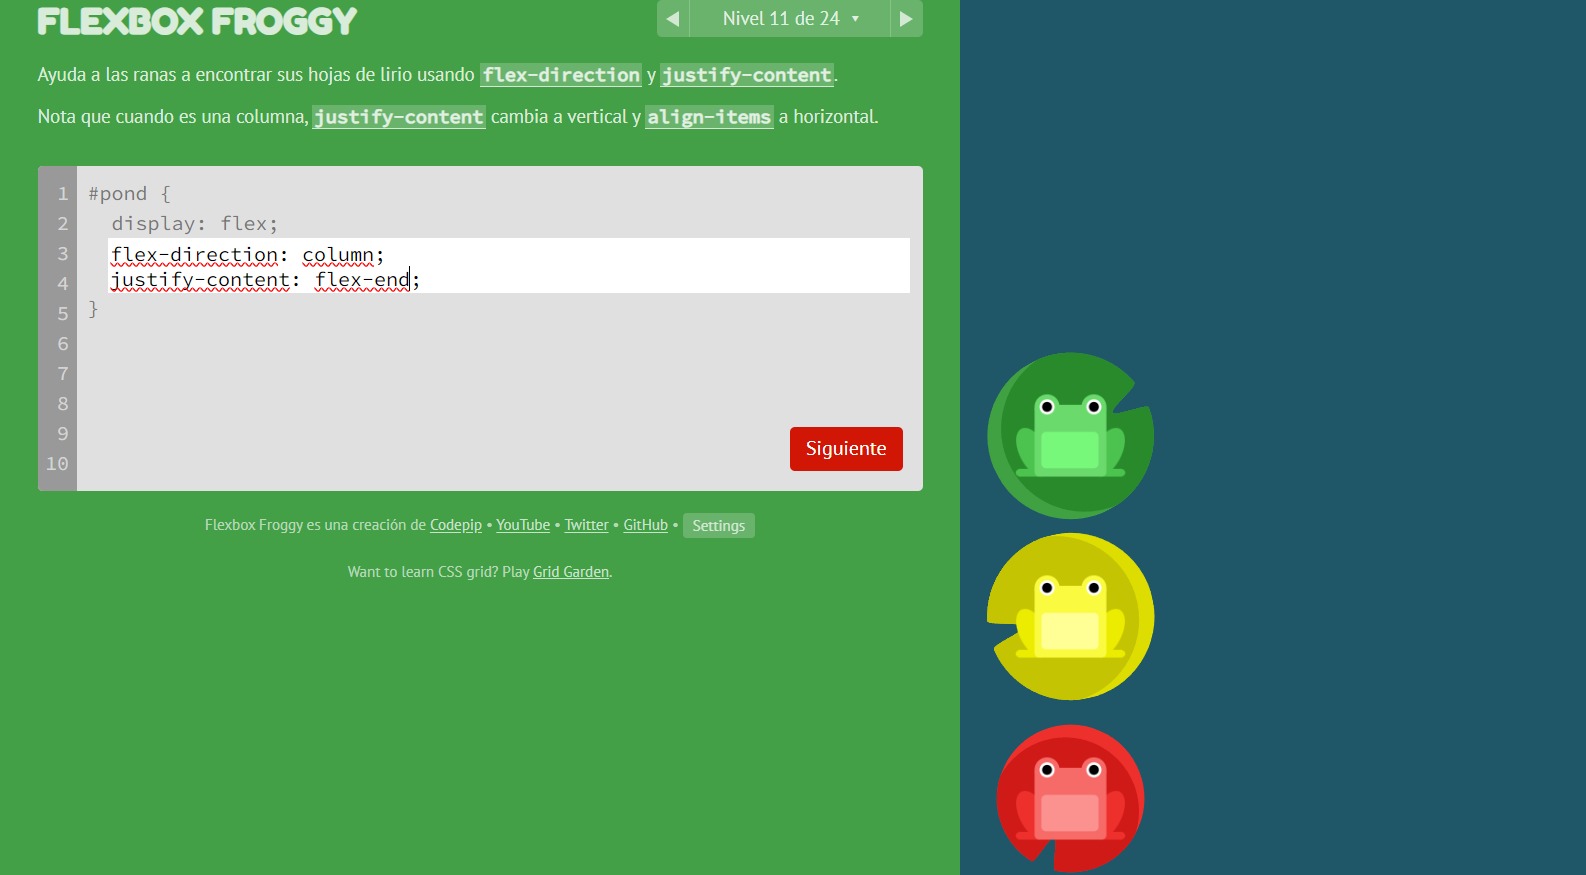 FLEXBOX FROGGY
◀ Nivel 11 de 24 ▾ ▶
Ayuda a las ranas a encontrar sus hojas de lirio usando flex-direction y justify-content.
Nota que cuando es una columna, justify-content cambia a vertical y align-items a horizontal.
1 #pond {
2 display: flex;
3 flex-direction: column;
4 justify-content: flex-end;
5 }
6
7
8
9
10
Siguiente
Flexbox Froggy es una creación de Codepip • YouTube • Twitter • GitHub • Settings
Want to learn CSS grid? Play Grid Garden.